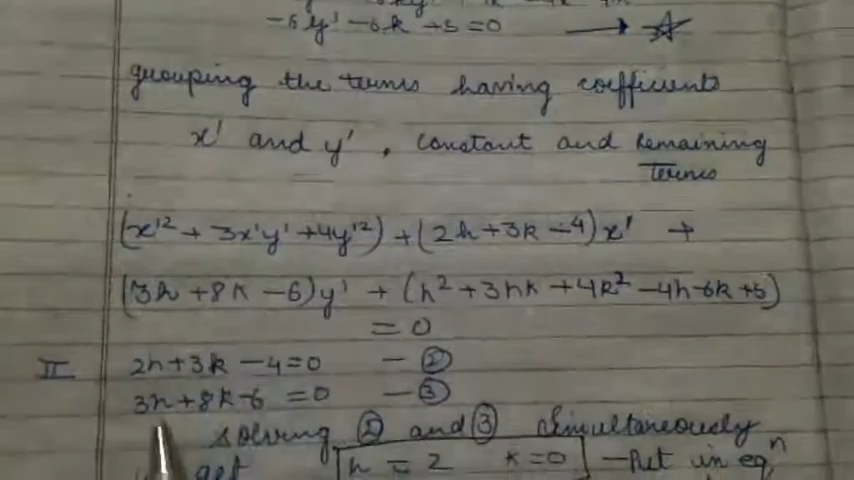 -6y' -6k +5 = 0 →
grouping the terms having coefficients
x' and y' , constant and remaining
terms
(x'² + 3x'y' + 4y'²) + (2h + 3k - 4)x' +
(3h + 8k - 6)y' + (h² + 3hk + 4k² - 4h - 6k + 5)
= 0
II 2h + 3k - 4 = 0 - ②
3h + 8k - 6 = 0 - ③
solving ② and ③ simultaneously
get h = 2 k = 0 - Put in eqⁿ